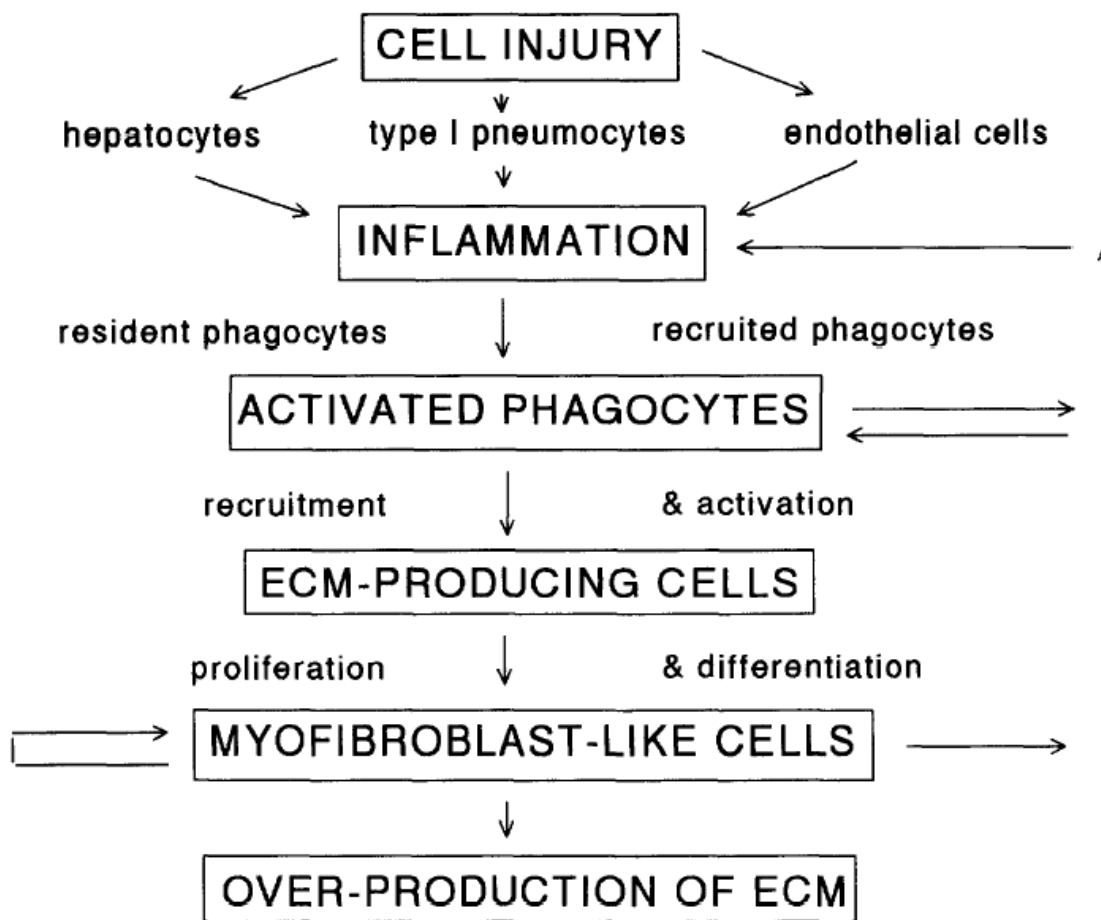 CELL INJURY
hepatocytes type I pneumocytes endothelial cells
INFLAMMATION
resident phagocytes recruited phagocytes
ACTIVATED PHAGOCYTES
recruitment & activation
ECM-PRODUCING CELLS
proliferation & differentiation
MYOFIBROBLAST-LIKE CELLS
OVER-PRODUCTION OF ECM